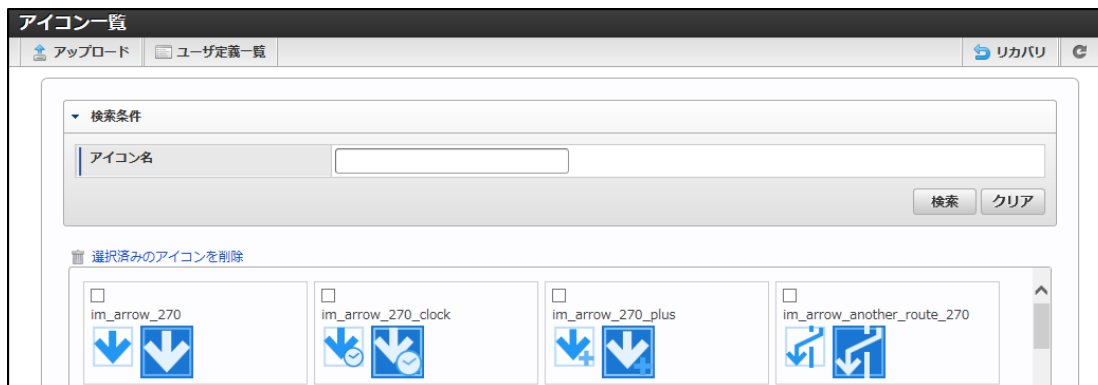 アイコン一覧
アップロード ユーザ定義一覧 リカバリ
検索条件
アイコン名
検索 クリア
選択済みのアイコンを削除
im_arrow_270 im_arrow_270_clock im_arrow_270_plus im_arrow_another_route_270